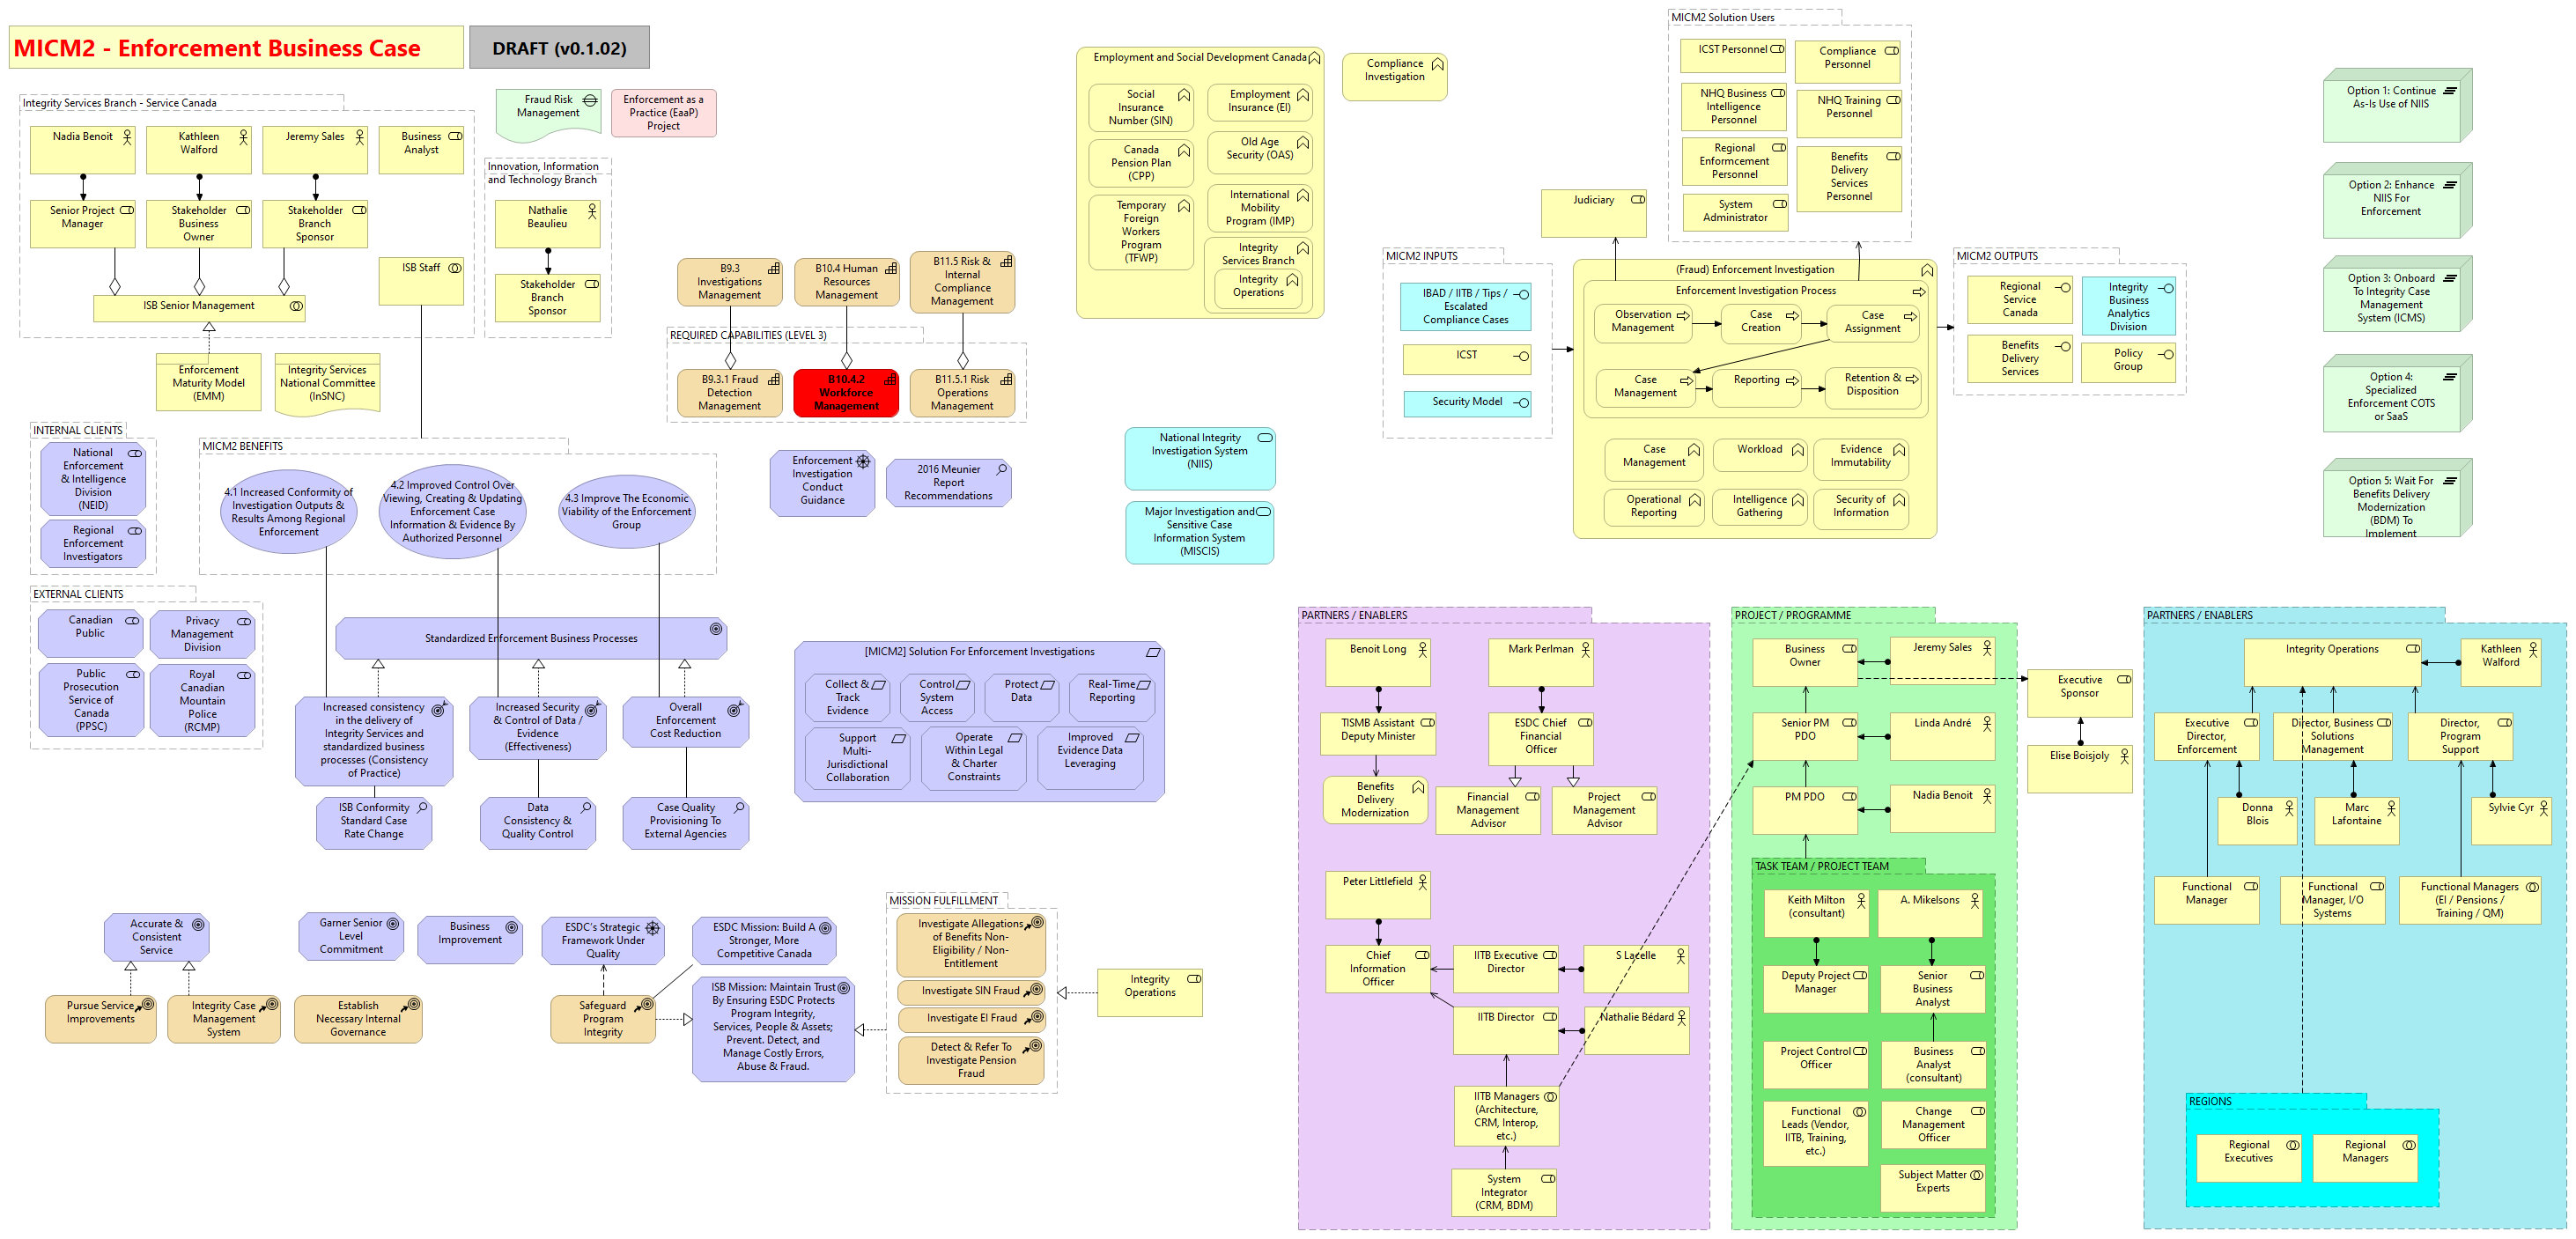 MICM2 - Enforcement Business Case
DRAFT (v0.1.02)
Integrity Services Branch - Service Canada
Nadia Benoit
Kathleen
Walford
Jeremy Sales
Business
Analyst
Senior Project
Manager
Stakeholder
Business
Owner
Stakeholder
Branch
Sponsor
ISB Staff
ISB Senior Management
Enforcement
Maturity Model
(EMM)
Integrity Services
National Committee
(InSNC)
Fraud Risk
Management
Enforcement as a
Practice (EaaP)
Project
Innovation, Information
and Technology Branch
Nathalie
Beaulieu
Stakeholder
Branch
Sponsor
B9.3
Investigations
Management
B10.4 Human
Resources
Management
B11.5 Risk &
Internal
Compliance
Management
REQUIRED CAPABILITIES (LEVEL 3)
B9.3.1 Fraud
Detection
Management
B10.4.2
Workforce
Management
B11.5.1 Risk
Operations
Management
INTERNAL CLIENTS
National
Enforcement
& Intelligence
Division
(NEID)
Regional
Enforcement
Investigators
EXTERNAL CLIENTS
Canadian
Public
Privacy
Management
Division
Public
Prosecution
Service of
Canada
(PPSC)
Royal
Canadian
Mountain
Police
(RCMP)
MICM2 BENEFITS
4.1 Increased Conformity of
Investigation Outputs &
Results Among Regional
Enforcement
4.2 Improved Control Over
Viewing, Creating & Updating
Enforcement Case
Information & Evidence By
Authorized Personnel
4.3 Improve The Economic
Viability of the Enforcement
Group
Enforcement
Investigation
Conduct
Guidance
2016 Meunier
Report
Recommendations
Standardized Enforcement Business Processes
Increased consistency
in the delivery of
Integrity Services and
standardized business
processes (Consistency
of Practice)
Increased Security
& Control of Data /
Evidence
(Effectiveness)
Overall
Enforcement
Cost Reduction
ISB Conformity
Standard Case
Rate Change
Data
Consistency &
Quality Control
Case Quality
Provisioning To
External Agencies
[MICM2] Solution For Enforcement Investigations
Collect &
Track
Evidence
Control
System
Access
Protect
Data
Real-Time
Reporting
Support
Multi-
Jurisdictional
Collaboration
Operate
Within Legal
& Charter
Constraints
Improved
Evidence Data
Leveraging
Accurate &
Consistent
Service
Garner Senior
Level
Commitment
Business
Improvement
ESDC's Strategic
Framework Under
Quality
ESDC Mission: Build A
Stronger, More
Competitive Canada
Pursue Service
Improvements
Integrity Case
Management
System
Establish
Necessary Internal
Governance
Safeguard
Program
Integrity
ISB Mission: Maintain Trust
By Ensuring ESDC Protects
Program Integrity,
Services, People & Assets;
Prevent. Detect, and
Manage Costly Errors,
Abuse & Fraud.
MISSION FULFILLMENT
Investigate Allegations
of Benefits Non-
Eligibility / Non-
Entitlement
Investigate SIN Fraud
Investigate EI Fraud
Detect & Refer To
Investigate Pension
Fraud
Integrity
Operations
Employment and Social Development Canada
Social
Insurance
Number (SIN)
Employment
Insurance (EI)
Canada
Pension Plan
(CPP)
Old Age
Security (OAS)
Temporary
Foreign
Workers
Program
(TFWP)
International
Mobility
Program (IMP)
Integrity
Services Branch
Integrity
Operations
Compliance
Investigation
National Integrity
Investigation System
(NIIS)
Major Investigation and
Sensitive Case
Information System
(MISCIS)
MICM2 Solution Users
ICST Personnel
Compliance
Personnel
NHQ Business
Intelligence
Personnel
NHQ Training
Personnel
Regional
Enformcement
Personnel
Benefits
Delivery
Services
Personnel
System
Administrator
Judiciary
MICM2 INPUTS
IBAD / IITB / Tips /
Escalated
Compliance Cases
ICST
Security Model
(Fraud) Enforcement Investigation
Enforcement Investigation Process
Observation
Management
Case
Creation
Case
Assignment
Case
Management
Reporting
Retention &
Disposition
Case
Management
Workload
Evidence
Immutability
Operational
Reporting
Intelligence
Gathering
Security of
Information
MICM2 OUTPUTS
Regional
Service
Canada
Integrity
Business
Analytics
Division
Benefits
Delivery
Services
Policy
Group
Option 1: Continue
As-Is Use of NIIS
Option 2: Enhance
NIIS For
Enforcement
Option 3: Onboard
To Integrity Case
Management
System (ICMS)
Option 4:
Specialized
Enforcement COTS
or SaaS
Option 5: Wait For
Benefits Delivery
Modernization
(BDM) To
Implement
PARTNERS / ENABLERS
Benoit Long
Mark Perlman
TISMB Assistant
Deputy Minister
ESDC Chief
Financial
Officer
Benefits
Delivery
Modernization
Financial
Management
Advisor
Project
Management
Advisor
Peter Littlefield
Chief
Information
Officer
IITB Executive
Director
S Lacelle
IITB Director
Nathalie Bédard
IITB Managers
(Architecture,
CRM, Interop,
etc.)
System
Integrator
(CRM, BDM)
PROJECT / PROGRAMME
Business
Owner
Jeremy Sales
Senior PM
PDO
Linda André
PM PDO
Nadia Benoit
TASK TEAM / PROJECT TEAM
Keith Milton
(consultant)
A. Mikelsons
Deputy Project
Manager
Senior
Business
Analyst
Project Control
Officer
Business
Analyst
(consultant)
Functional
Leads (Vendor,
IITB, Training,
etc.)
Change
Management
Officer
Subject Matter
Experts
Executive
Sponsor
Elise Boisjoly
PARTNERS / ENABLERS
Integrity Operations
Kathleen
Walford
Executive
Director,
Enforcement
Director, Business
Solutions
Management
Director,
Program
Support
Donna
Blois
Marc
Lafontaine
Sylvie Cyr
Functional
Manager
Functional
Manager, I/O
Systems
Functional Managers
(EI / Pensions /
Training / QM)
REGIONS
Regional
Executives
Regional
Managers